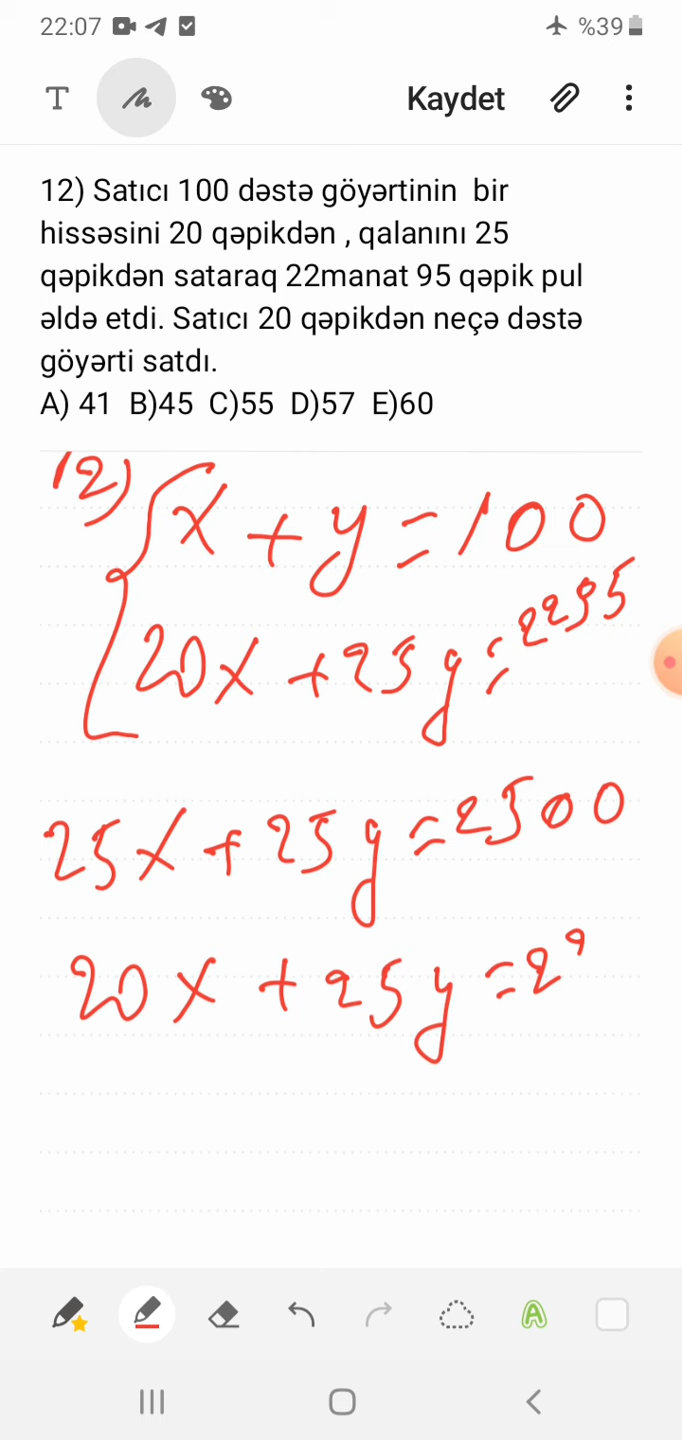 22:07 %39
Kaydet
12) Satıcı 100 dəstə göyərtinin bir
hissəsini 20 qəpikdən , qalanını 25
qəpikdən sataraq 22manat 95 qəpik pul
əldə etdi. Satıcı 20 qəpikdən neçə dəstə
göyərti satdı.
A) 41 B)45 C)55 D)57 E)60
12) x + y = 100
20x + 25y = 2295
25x + 25y = 2500
20x + 25y = 22